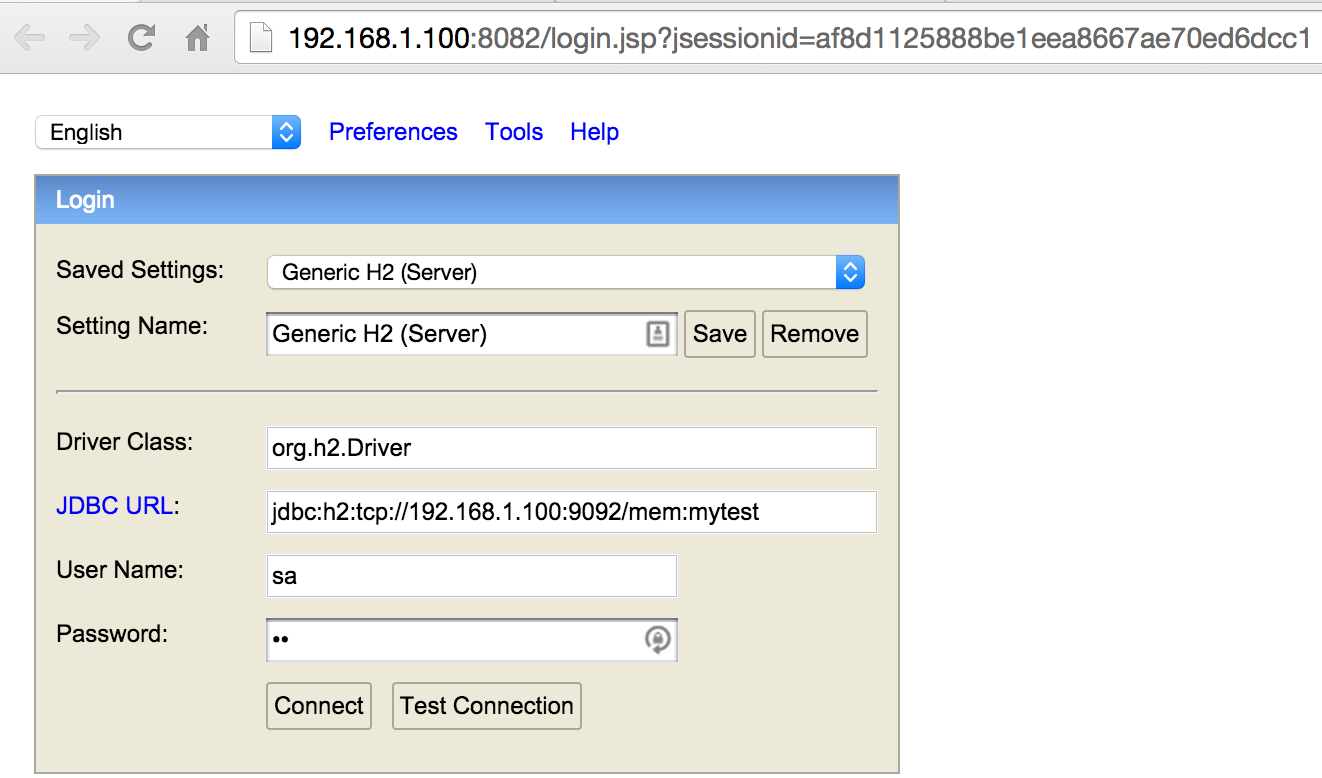 192.168.1.100:8082/login.jsp?jsessionid=af8d1125888be1eea8667ae70ed6dcc1
English Preferences Tools Help
Login
Saved Settings: Generic H2 (Server)
Setting Name: Generic H2 (Server) Save Remove
Driver Class: org.h2.Driver
JDBC URL: jdbc:h2:tcp://192.168.1.100:9092/mem:mytest
User Name: sa
Password: ••
Connect Test Connection